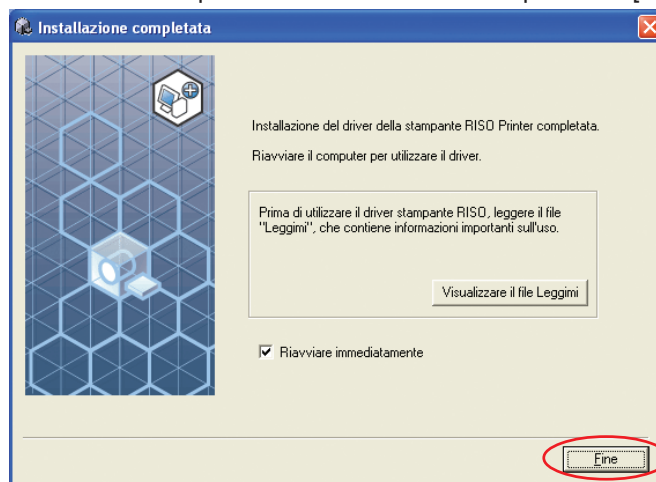 Installazione completata
Installazione del driver della stampante RISO Printer completata.
Riavviare il computer per utilizzare il driver.
Prima di utilizzare il driver stampante RISO, leggere il file
"Leggimi", che contiene informazioni importanti sull'uso.
Visualizzare il file Leggimi
Riavviare immediatamente
Fine